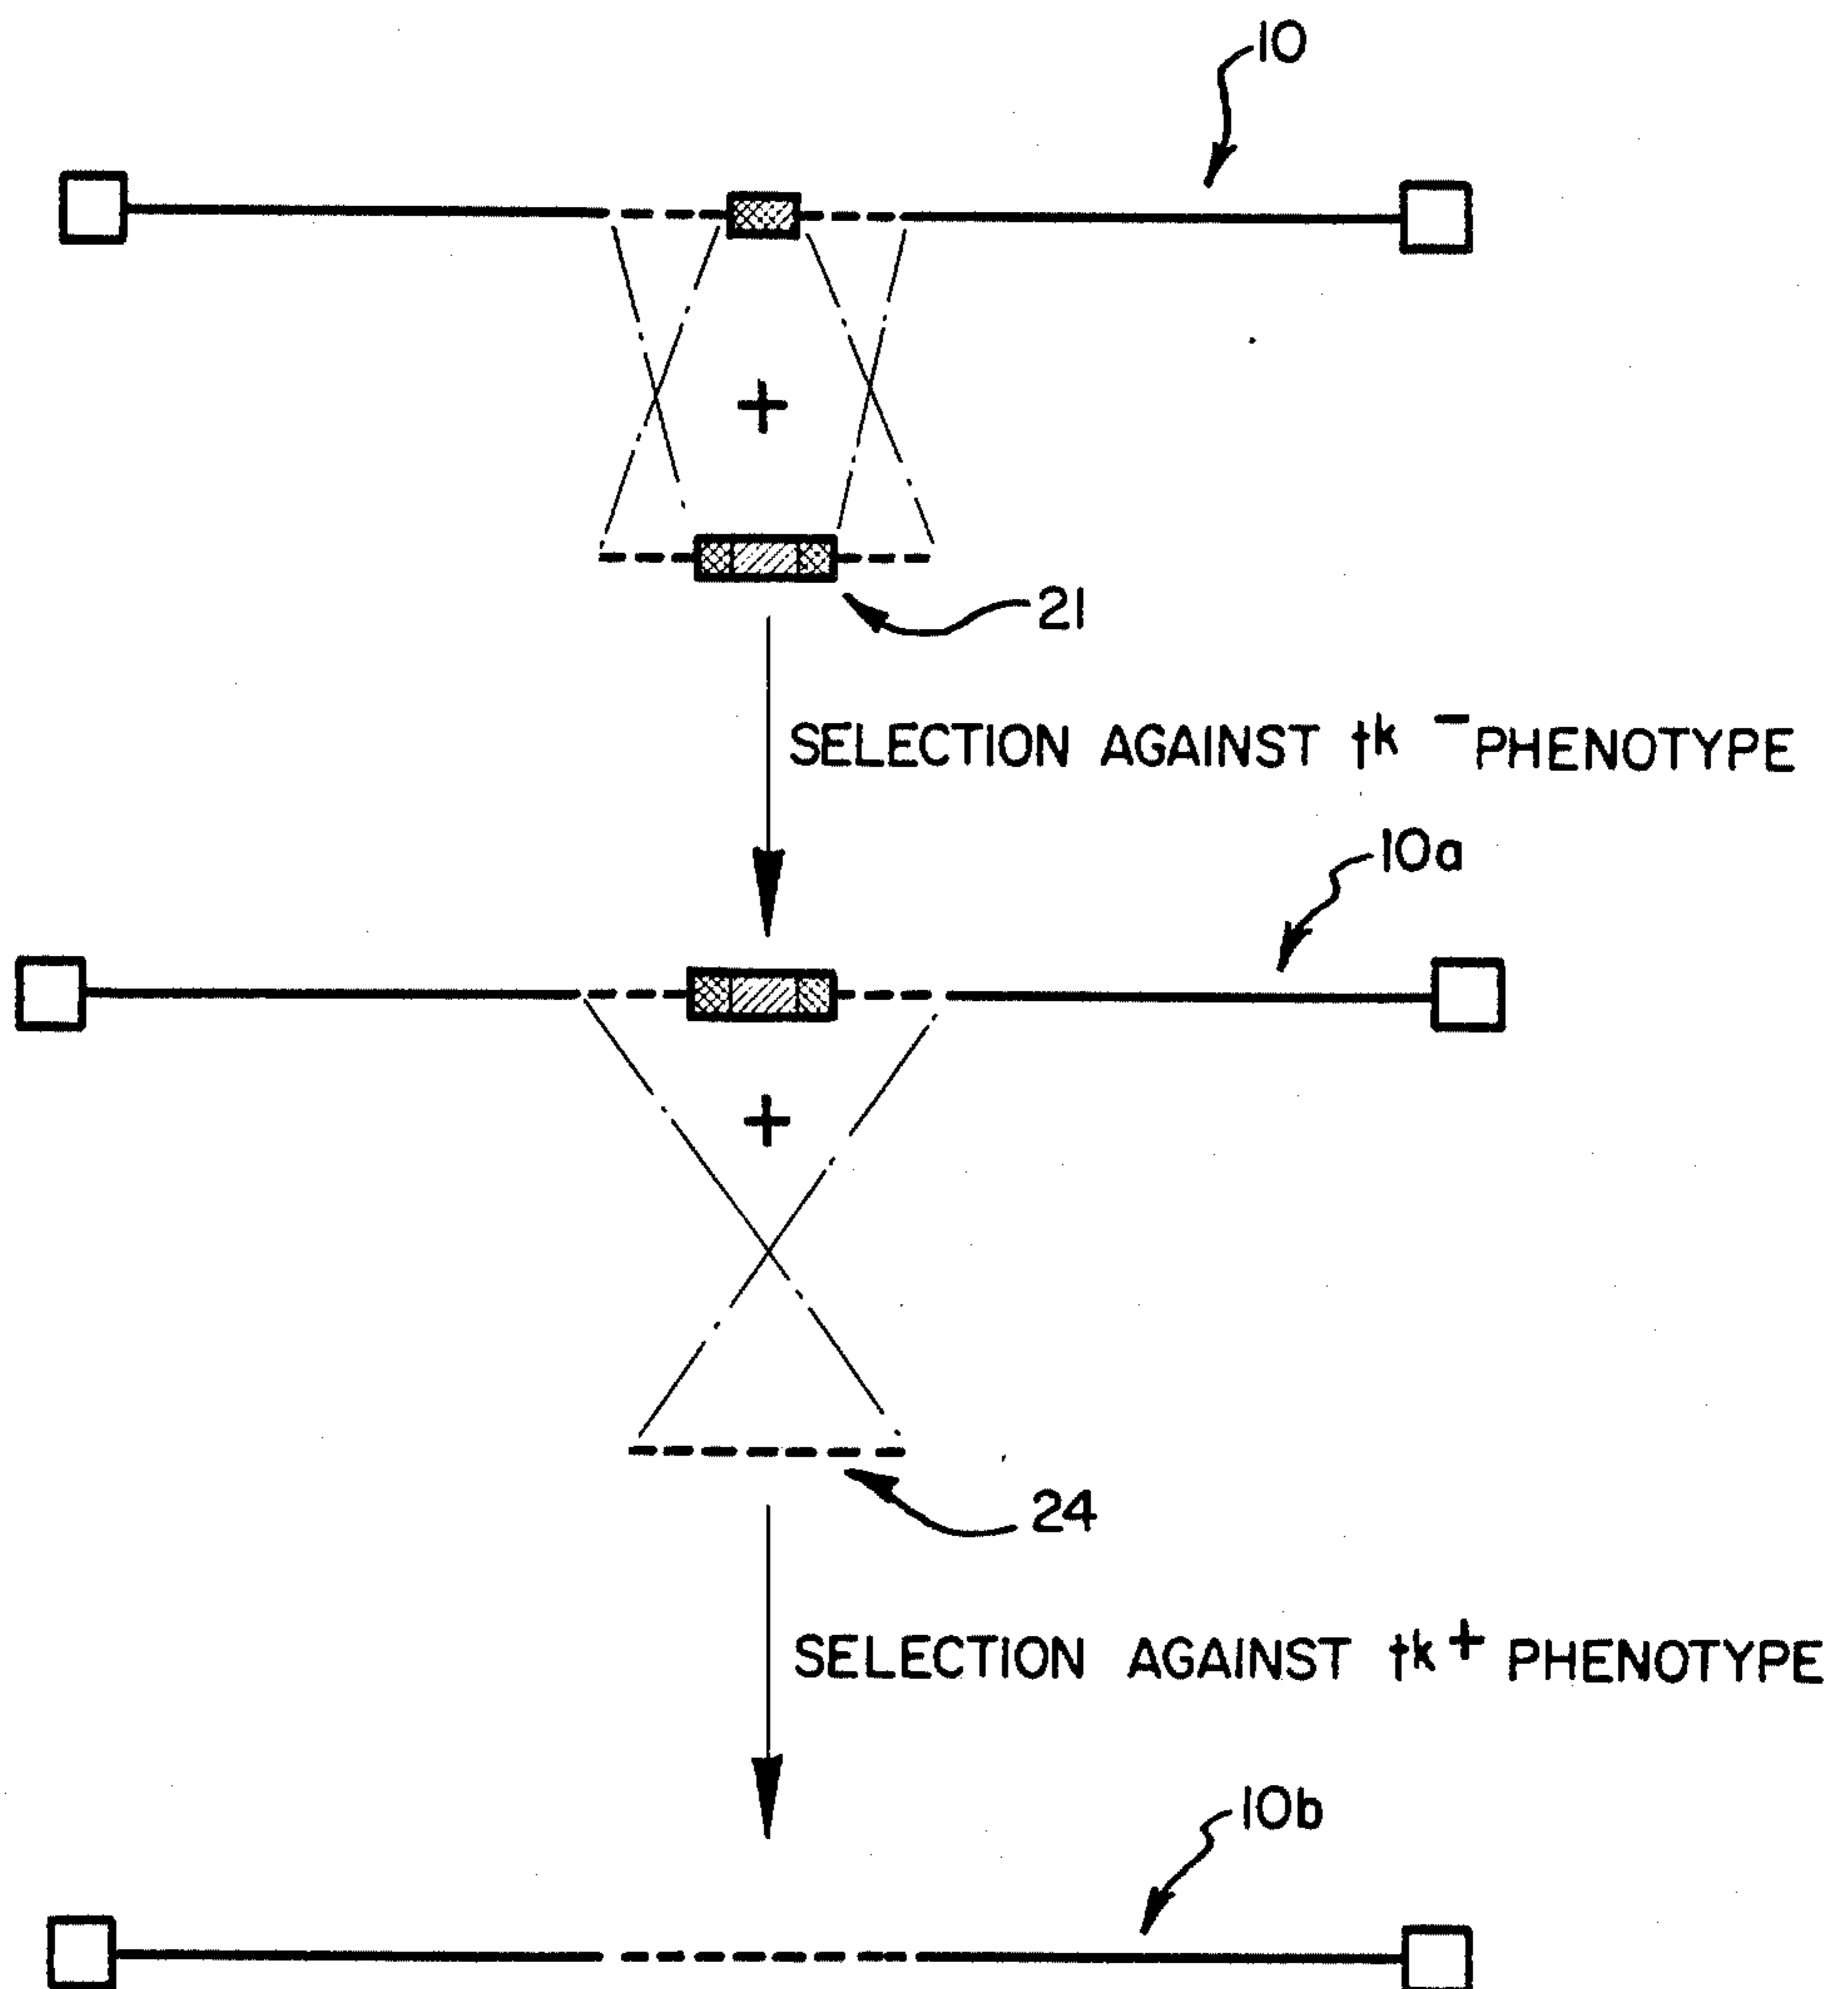 10
+
21
SELECTION AGAINST tk - PHENOTYPE
10a
+
24
SELECTION AGAINST tk + PHENOTYPE
10b